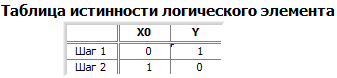 Таблица истинности логического элемента
X0 Y
Шаг 1 0 1
Шаг 2 1 0